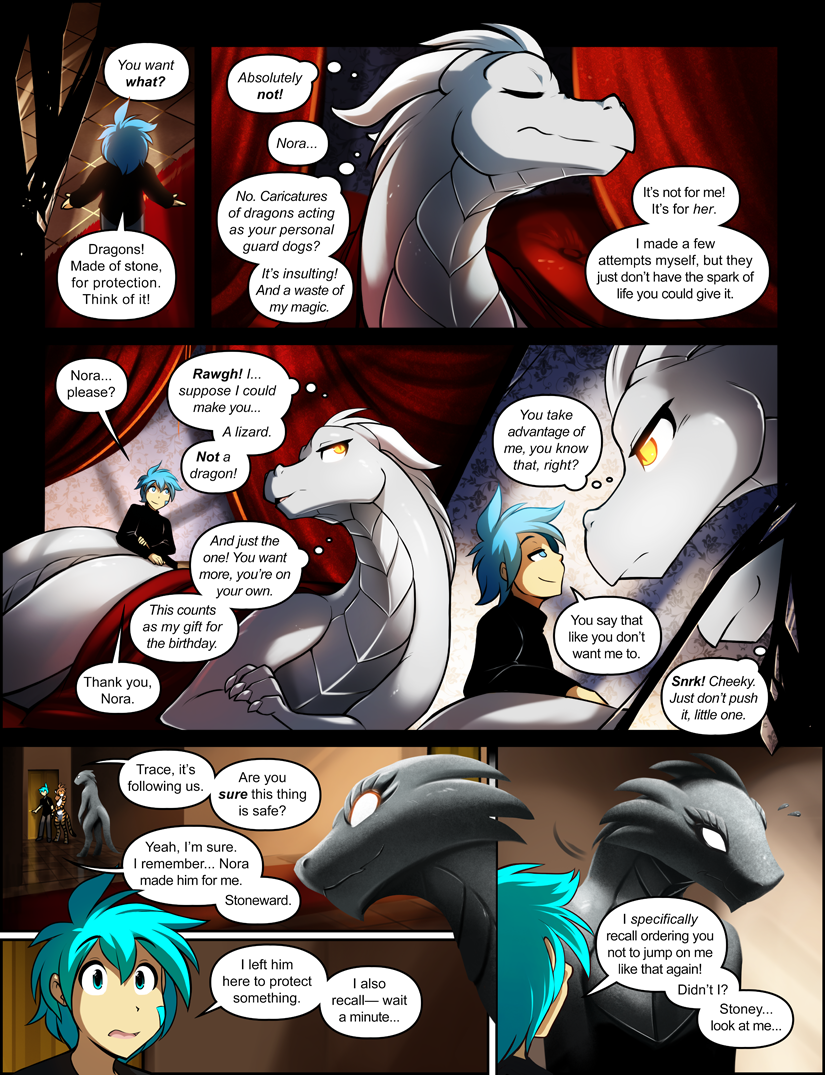 You want
what?
Dragons!
Made of stone,
for protection.
Think of it!
Absolutely
not!
Nora...
No. Caricatures
of dragons acting
as your personal
guard dogs?
It's insulting!
And a waste of
my magic.
It's not for me!
It's for her.
I made a few
attempts myself, but they
just don't have the spark of
life you could give it.
Nora...
please?
Rawgh! I...
suppose I could
make you...
A lizard.
Not a
dragon!
And just the
one! You want
more, you're on
your own.
This counts
as my gift for
the birthday.
Thank you,
Nora.
You take
advantage of
me, you know
that, right?
You say that
like you don't
want me to.
Snrk! Cheeky.
Just don't push
it, little one.
Trace, it's
following us.
Are you
sure this thing
is safe?
Yeah, I'm sure.
I remember... Nora
made him for me.
Stoneward.
I left him
here to protect
something.
I also
recall— wait
a minute...
I specifically
recall ordering you
not to jump on me
like that again!
Didn't I?
Stoney...
look at me...